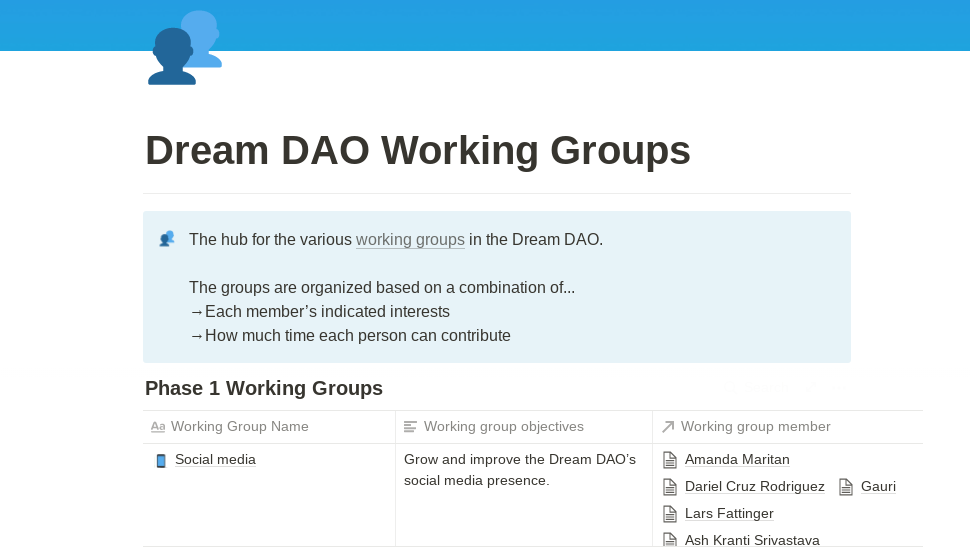 Dream DAO Working Groups
The hub for the various working groups in the Dream DAO.
The groups are organized based on a combination of...
→Each member’s indicated interests
→How much time each person can contribute
Phase 1 Working Groups
Aa Working Group Name Working group objectives Working group member
Social media Grow and improve the Dream DAO’s Amanda Maritan
social media presence. Dariel Cruz Rodriguez Gauri
Lars Fattinger
Ash Kranti Srivastava